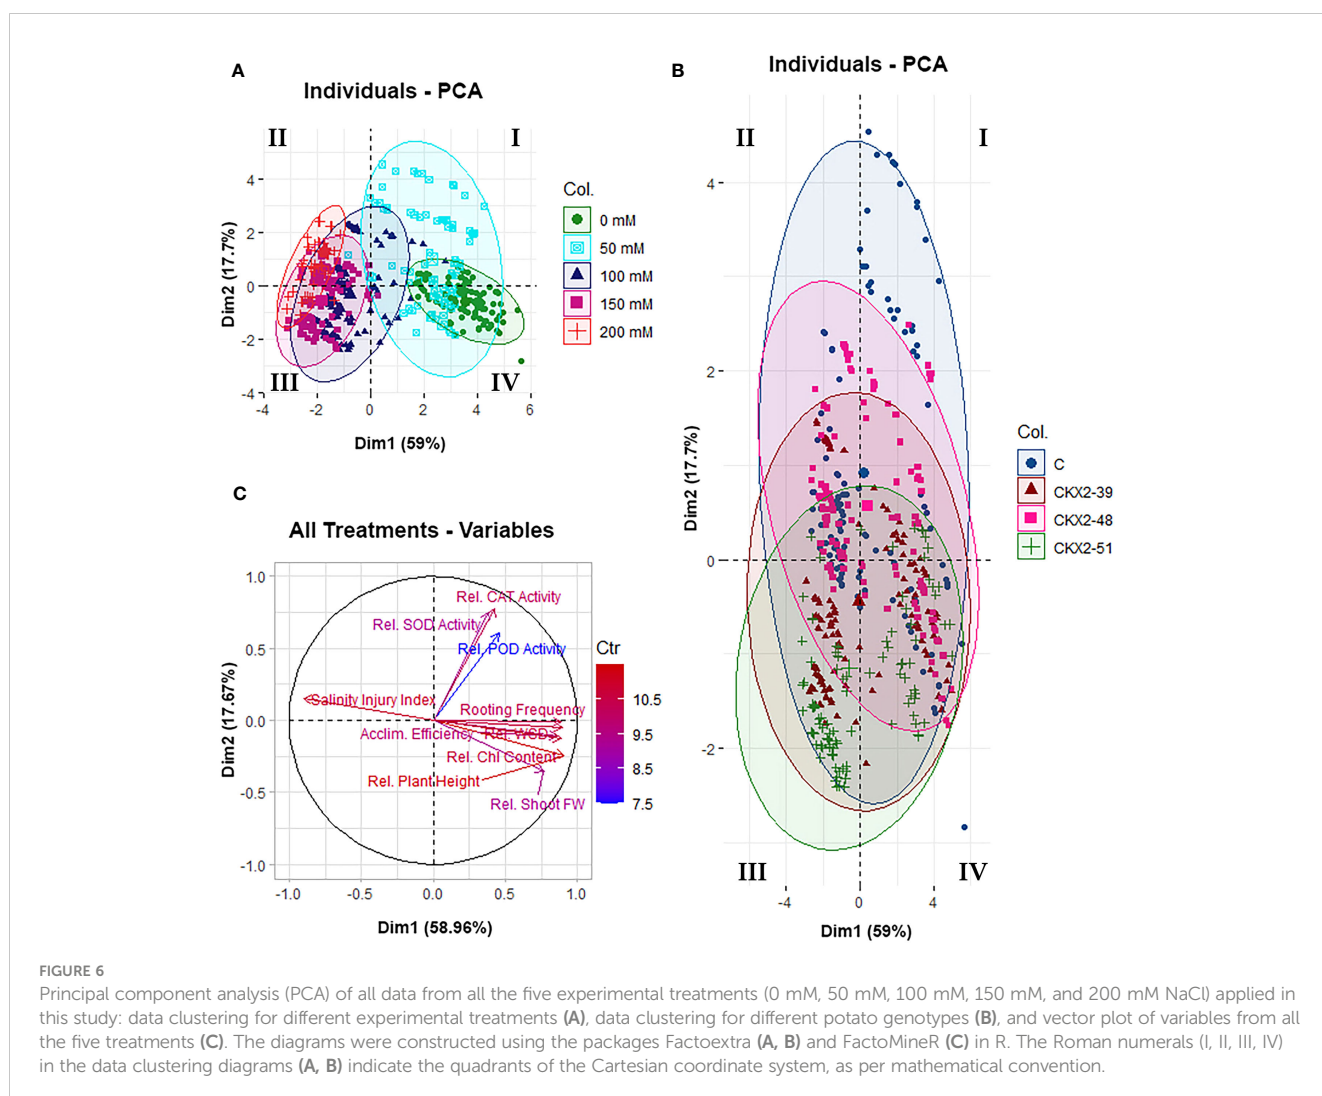 A
Individuals - PCA
II
I
III
IV
4
2
0
-2
-4
-4
-2
0
2
4
6
Dim2 (17.7%)
Dim1 (59%)
Col.
0 mM
50 mM
100 mM
150 mM
200 mM
B
Individuals - PCA
II
I
III
IV
4
2
0
-2
-4
0
4
Dim2 (17.7%)
Dim1 (59%)
Col.
C
CKX2-39
CKX2-48
CKX2-51
C
All Treatments - Variables
1.0
0.5
0.0
-0.5
-1.0
-1.0
-0.5
0.0
0.5
1.0
Dim2 (17.67%)
Dim1 (58.96%)
Rel. CAT Activity
Rel. SOD Activity
Rel. POD Activity
Salinity Injury Index
Rooting Frequency
Acclim. Efficiency
Rel. WSD
Rel. Chl Content
Rel. Plant Height
Rel. Shoot FW
Ctr
10.5
9.5
8.5
7.5
FIGURE 6
Principal component analysis (PCA) of all data from all the five experimental treatments (0 mM, 50 mM, 100 mM, 150 mM, and 200 mM NaCl) applied in
this study: data clustering for different experimental treatments (A), data clustering for different potato genotypes (B), and vector plot of variables from all
the five treatments (C). The diagrams were constructed using the packages Factoextra (A, B) and FactoMineR (C) in R. The Roman numerals (I, II, III, IV)
in the data clustering diagrams (A, B) indicate the quadrants of the Cartesian coordinate system, as per mathematical convention.